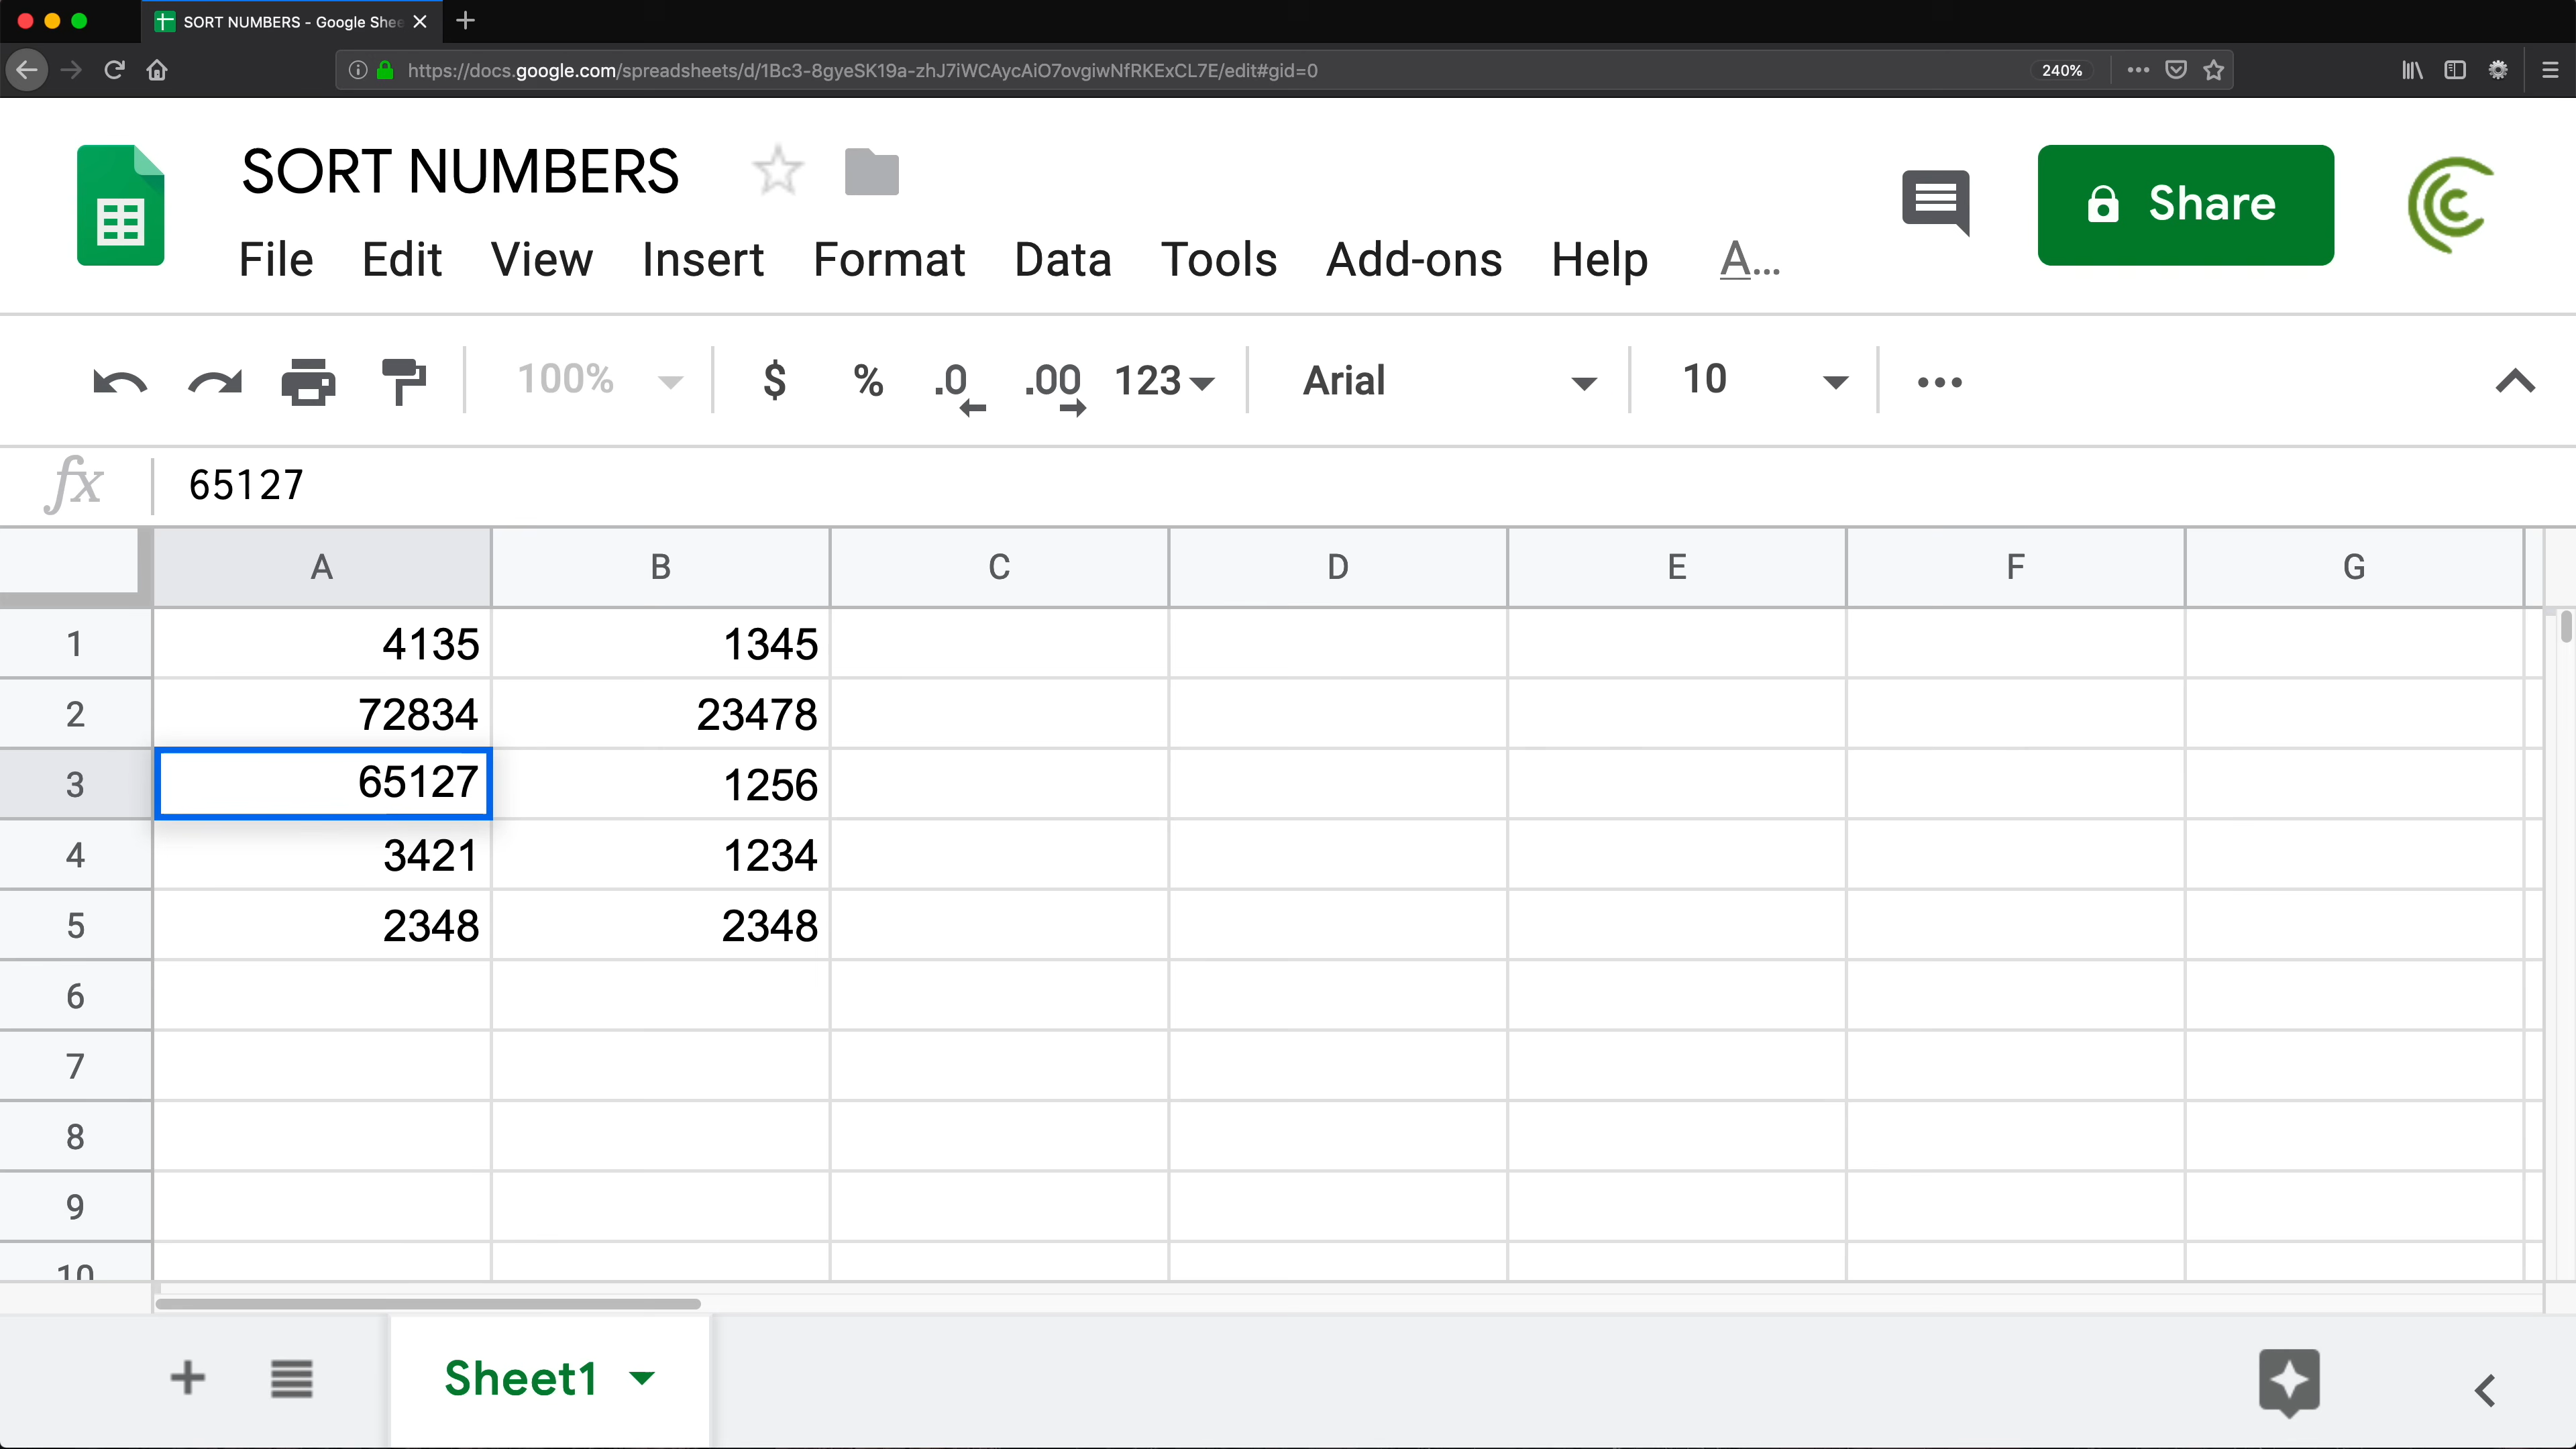 SORT NUMBERS - Google Shee
https://docs.google.com/spreadsheets/d/1Bc3-8gyeSK19a-zhJ7iWCAycAiO7ovgiwNfRKExCL7E/edit#gid=0 240%
SORT NUMBERS
File Edit View Insert Format Data Tools Add-ons Help A... Share
100% $ % .0 .00 123 Arial 10
fx 65127
A B C D E F G
1 4135 1345
2 72834 23478
3 65127 1256
4 3421 1234
5 2348 2348
6
7
8
9
10
Sheet1